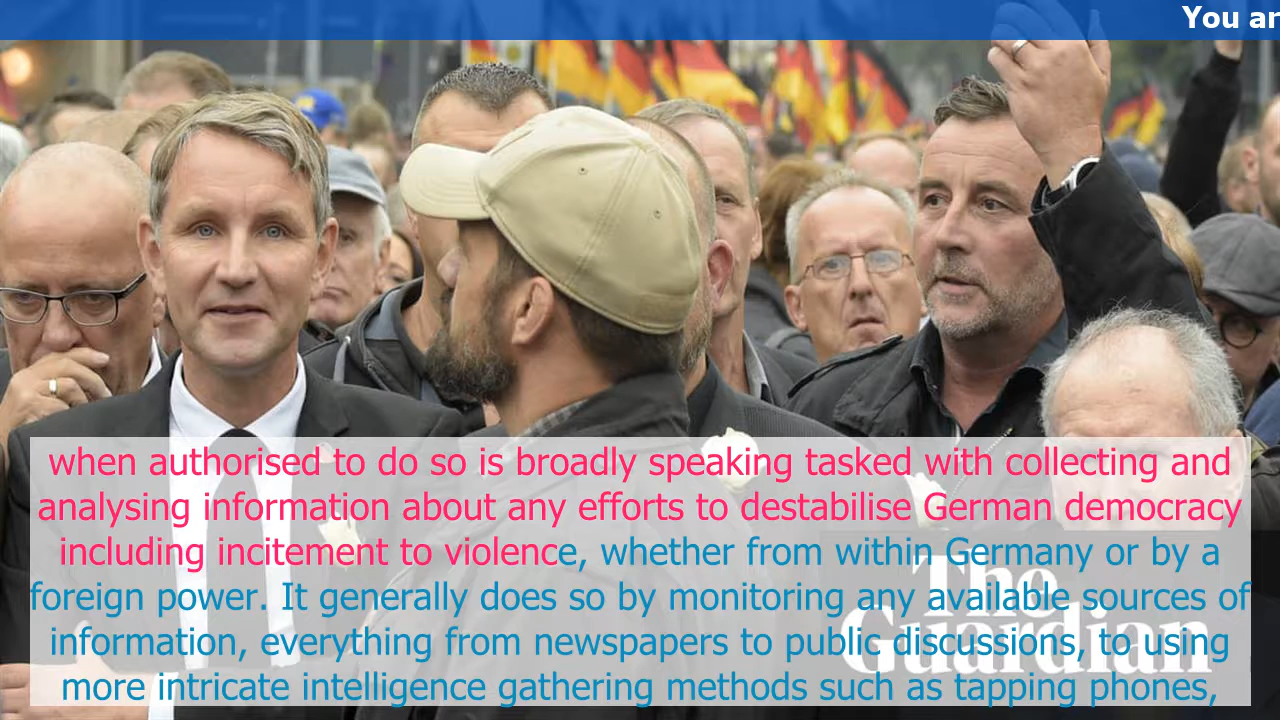 You ar
when authorised to do so is broadly speaking tasked with collecting and
analysing information about any efforts to destabilise German democracy
including incitement to violence, whether from within Germany or by a
foreign power. It generally does so by monitoring any available sources of
information, everything from newspapers to public discussions, to using
more intricate intelligence gathering methods such as tapping phones,
The
Guardian